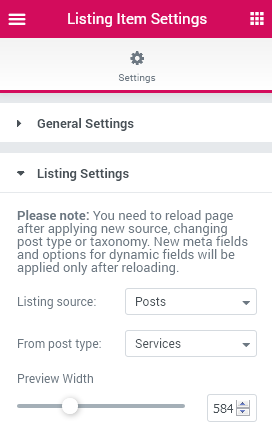 Listing Item Settings
Settings
General Settings
Listing Settings
Please note: You need to reload page
after applying new source, changing
post type or taxonomy. New meta fields
and options for dynamic fields will be
applied only after reloading.
Listing source: Posts
From post type: Services
Preview Width
584